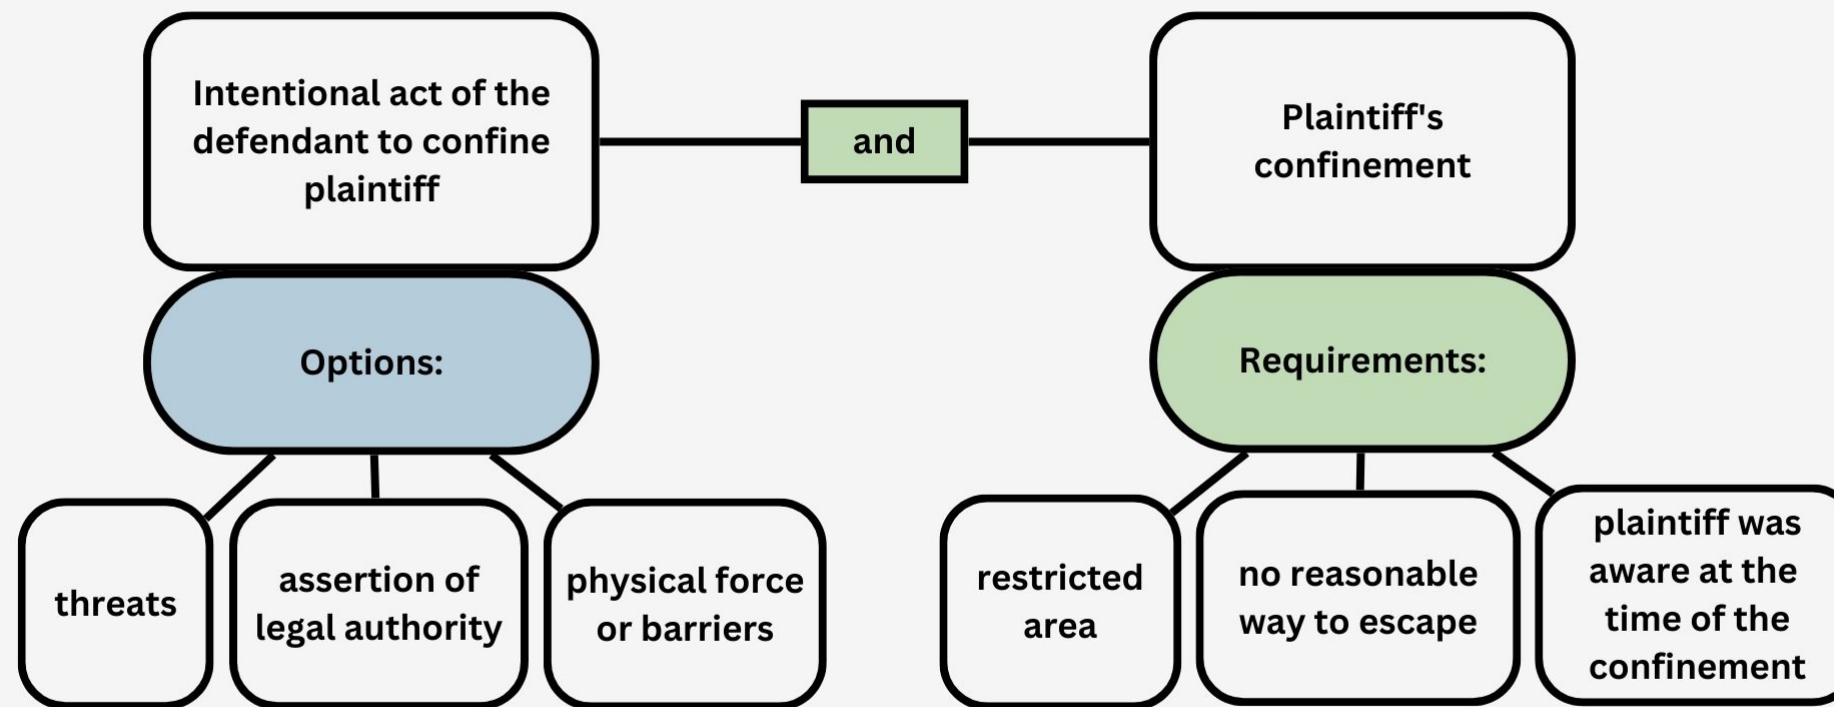 Intentional act of the
defendant to confine
plaintiff
and
Plaintiff's
confinement
Options:
Requirements:
threats
assertion of
legal authority
physical force
or barriers
restricted
area
no reasonable
way to escape
plaintiff was
aware at the
time of the
confinement